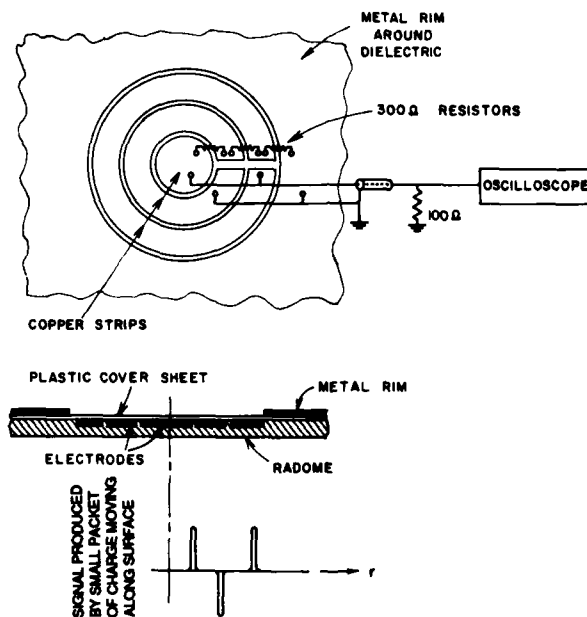 METAL RIM
AROUND
DIELECTRIC
300Ω RESISTORS
OSCILLOSCOPE
100Ω
COPPER STRIPS
PLASTIC COVER SHEET
METAL RIM
ELECTRODES
RADOME
SIGNAL PRODUCED
BY SMALL PACKET
OF CHARGE MOVING
ALONG SURFACE
r